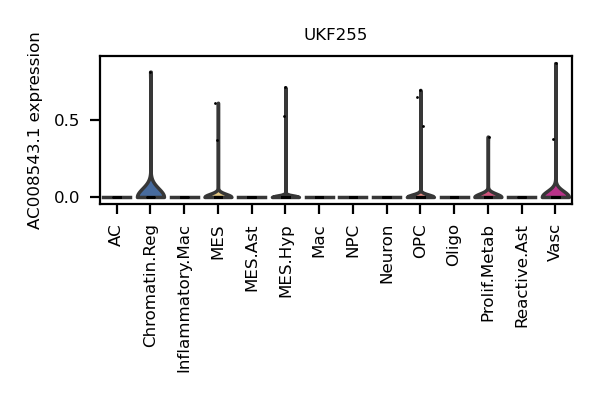 UKF255
AC008543.1 expression
0.5
0.0
AC
Chromatin.Reg
Inflammatory.Mac
MES
MES.Ast
MES.Hyp
Mac
NPC
Neuron
OPC
Oligo
Prolif.Metab
Reactive.Ast
Vasc